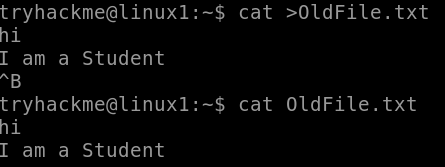 tryhackme@linux1:~$ cat >OldFile.txt
hi
I am a Student
^B
tryhackme@linux1:~$ cat OldFile.txt
hi
I am a Student